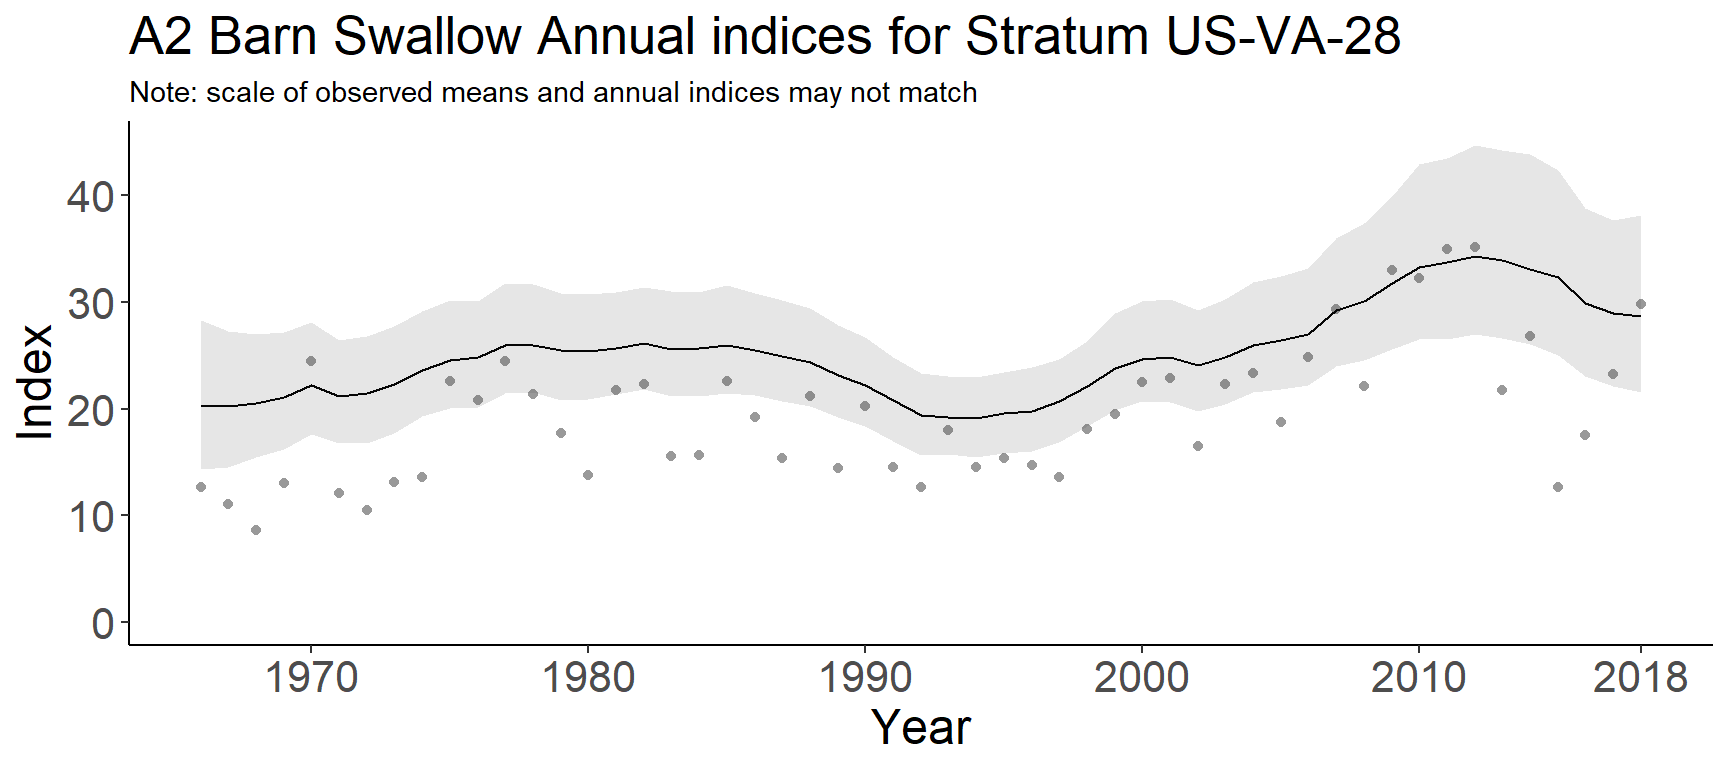 A2 Barn Swallow Annual indices for Stratum US-VA-28
Note: scale of observed means and annual indices may not match
40
30
20
10
0
Index
1970 1980 1990 2000 2010 2018
Year